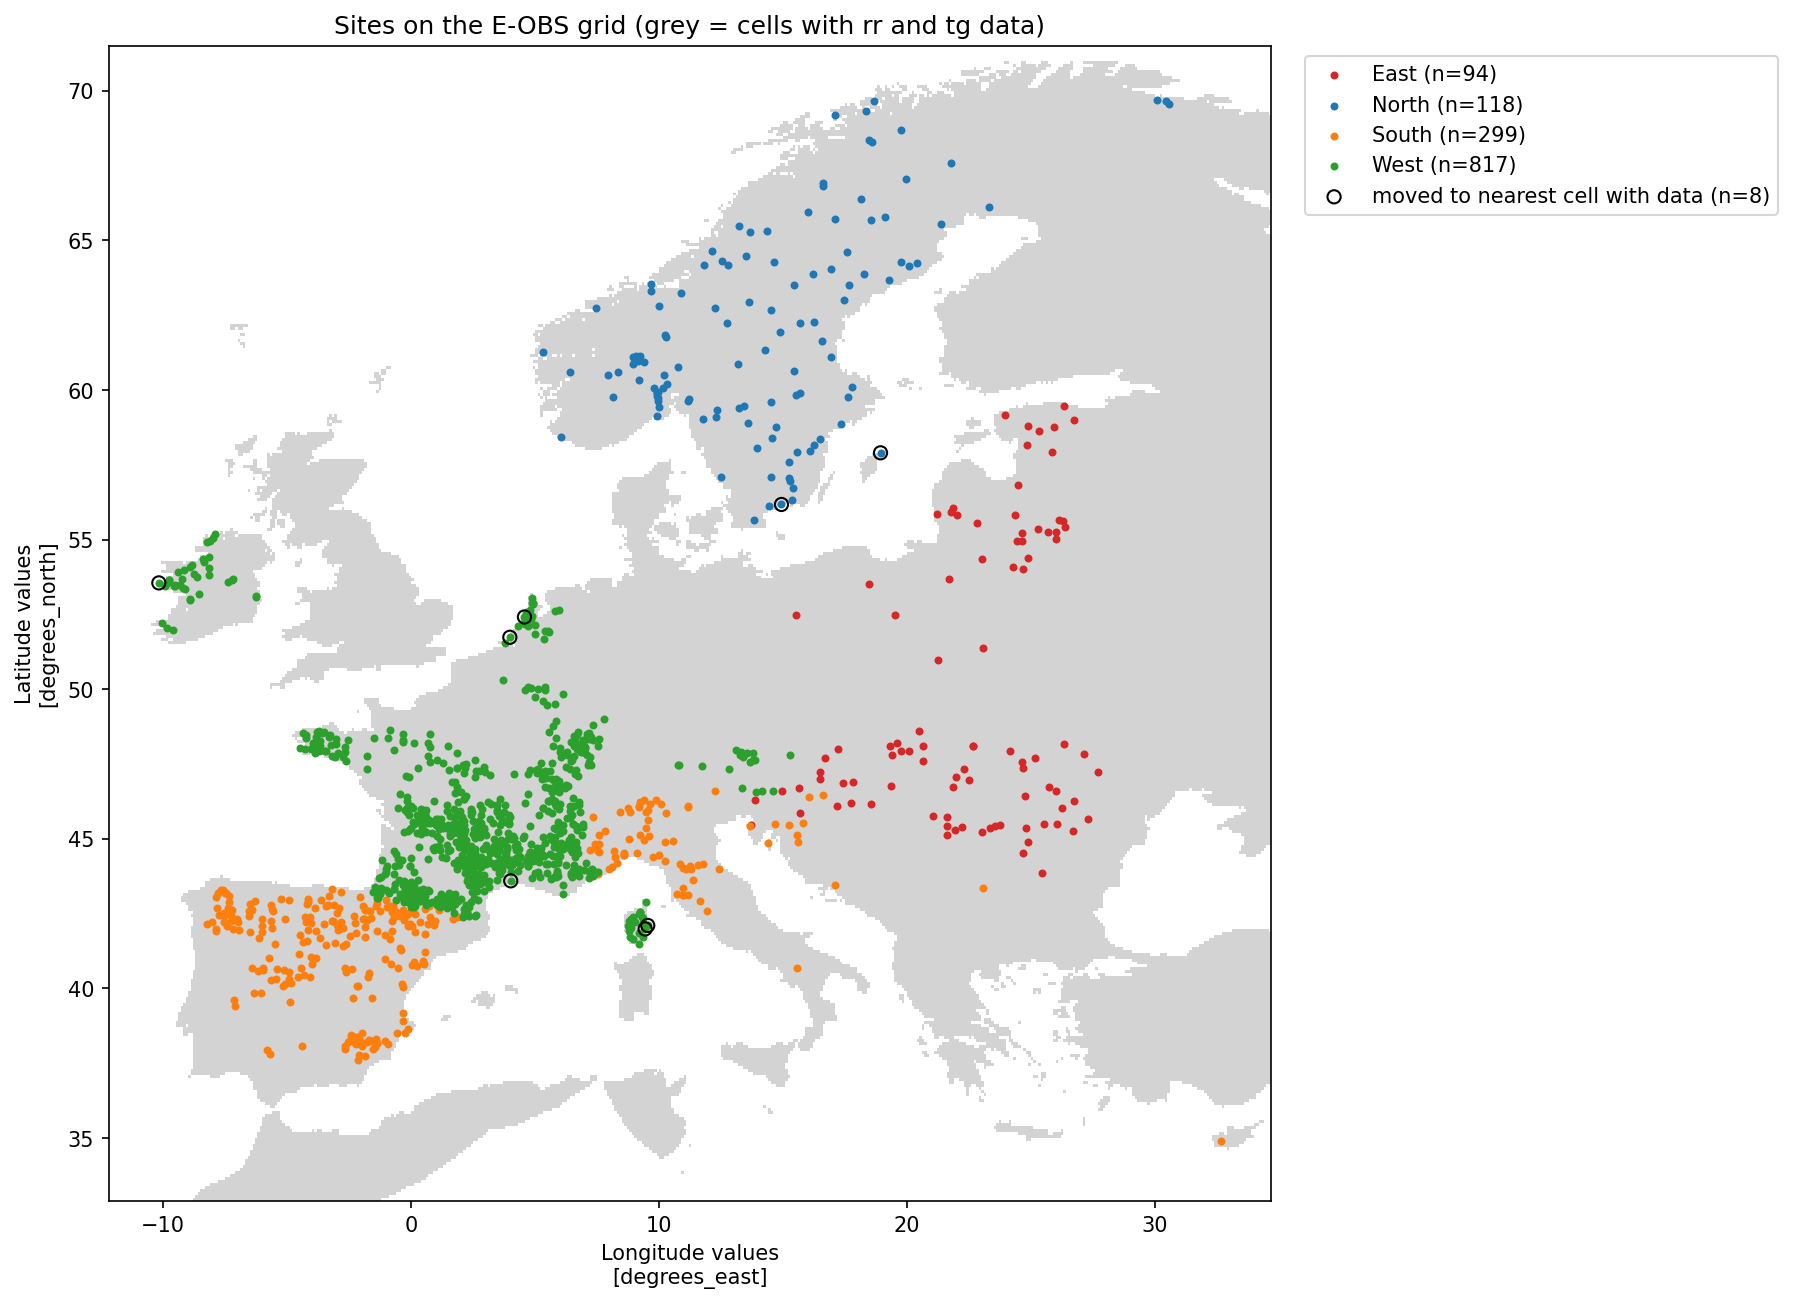 Sites on the E-OBS grid (grey = cells with rr and tg data)
East (n=94)
North (n=118)
South (n=299)
West (n=817)
moved to nearest cell with data (n=8)
70
65
60
55
50
45
40
35
Latitude values
[degrees_north]
−10
0
10
20
30
Longitude values
[degrees_east]